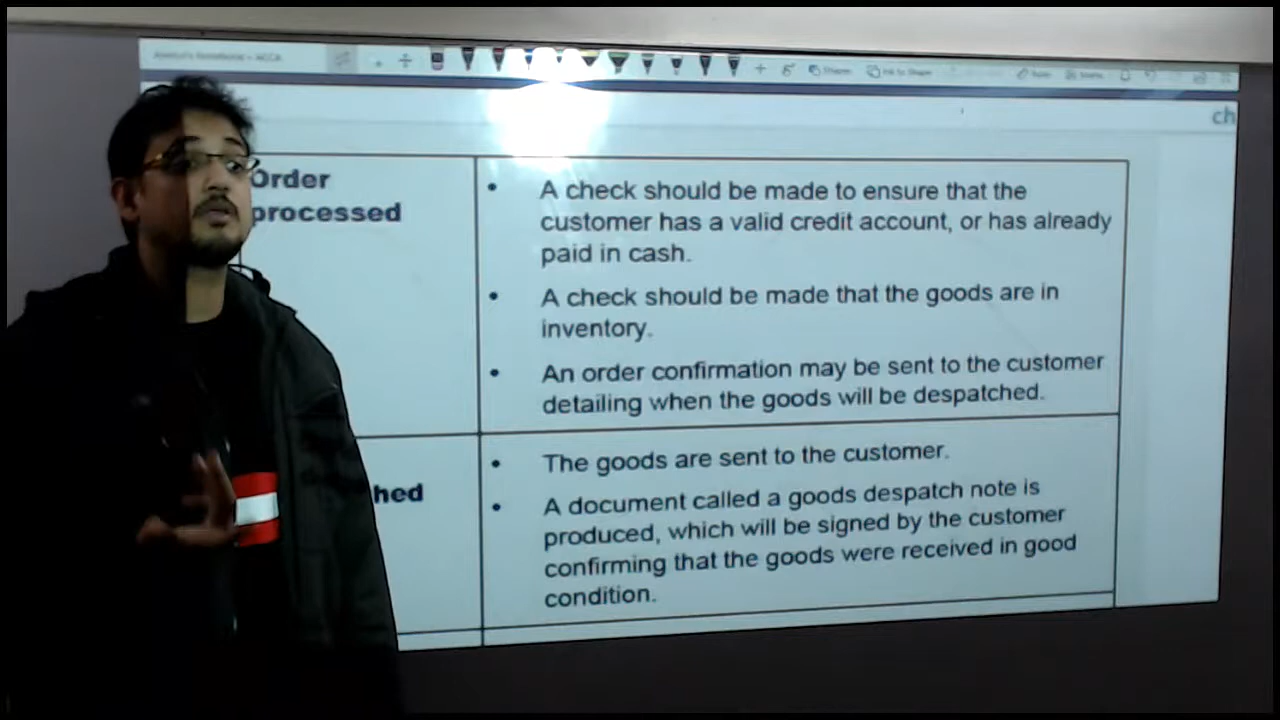 ACCA
ch
Order
processed
• A check should be made to ensure that the
customer has a valid credit account, or has already
paid in cash.
• A check should be made that the goods are in
inventory.
• An order confirmation may be sent to the customer
detailing when the goods will be despatched.
hed
• The goods are sent to the customer.
• A document called a goods despatch note is
produced, which will be signed by the customer
confirming that the goods were received in good
condition.